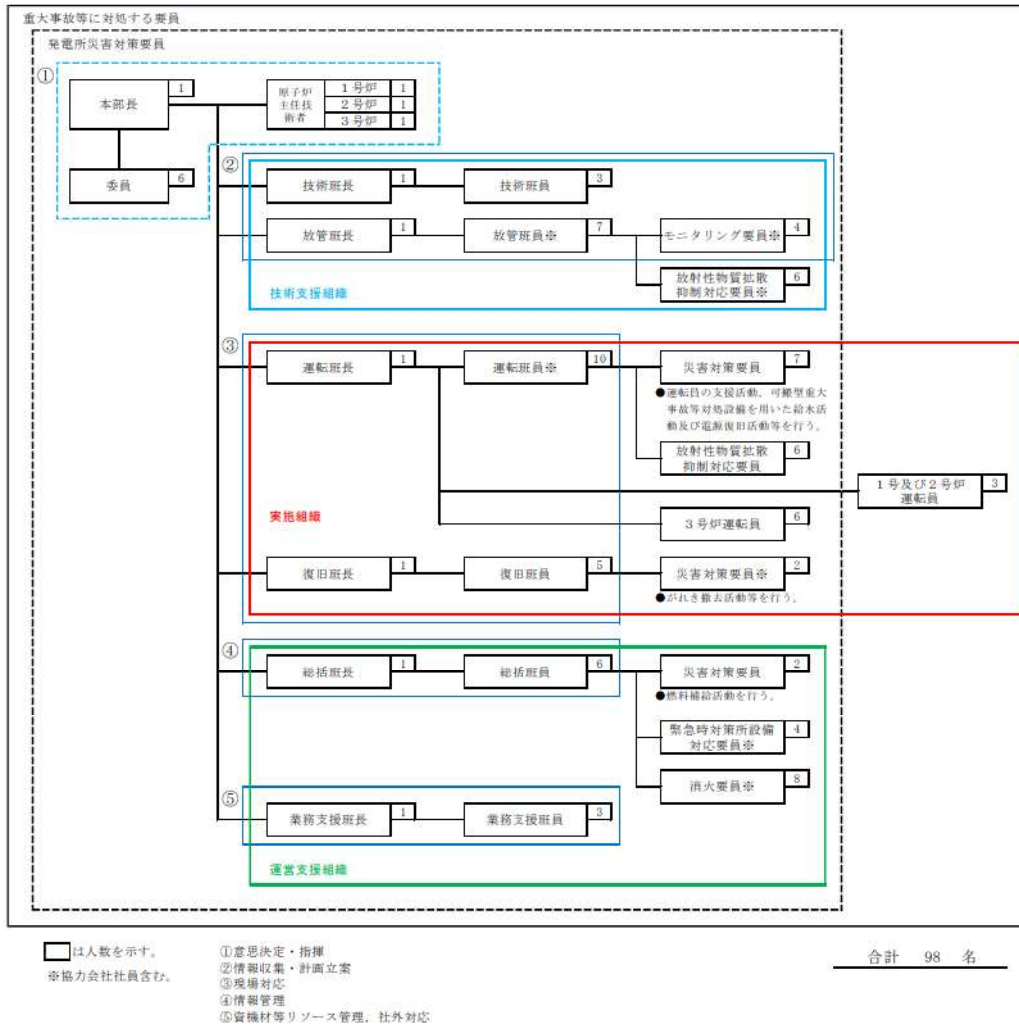 重大事故等に対処する要員
発電所災害対策要員
①
本部長 1
原子炉
主任技
術者
1号炉 1
2号炉 1
3号炉 1
委員 6
②
技術班長 1
技術班員 3
放管班長 1
放管班員※ 7
モニタリング要員※ 4
放射性物質拡散
抑制対応要員※ 6
技術支援組織
③
運転班長 1
運転班員※ 10
災害対策要員 7
●運転員の支援活動、可搬型重大
事故等対処設備を用いた給水活
動及び電源復旧活動等を行う。
放射性物質拡散
抑制対応要員 6
1号及び2号炉
運転員 3
実施組織
3号炉運転員 6
復旧班長 1
復旧班員 5
災害対策要員※ 2
●がれき撤去活動等を行う。
④
総括班長 1
総括班員 6
災害対策要員 2
●燃料補給活動を行う。
緊急時対策所設備
対応要員※ 4
消火要員※ 8
⑤
業務支援班長 1
業務支援班員 3
運営支援組織
は人数を示す。
※協力会社社員含む。
①意思決定・指揮
②情報収集・計画立案
③現場対応
④情報管理
⑤資機材等リソース管理、社外対応
合計 98 名